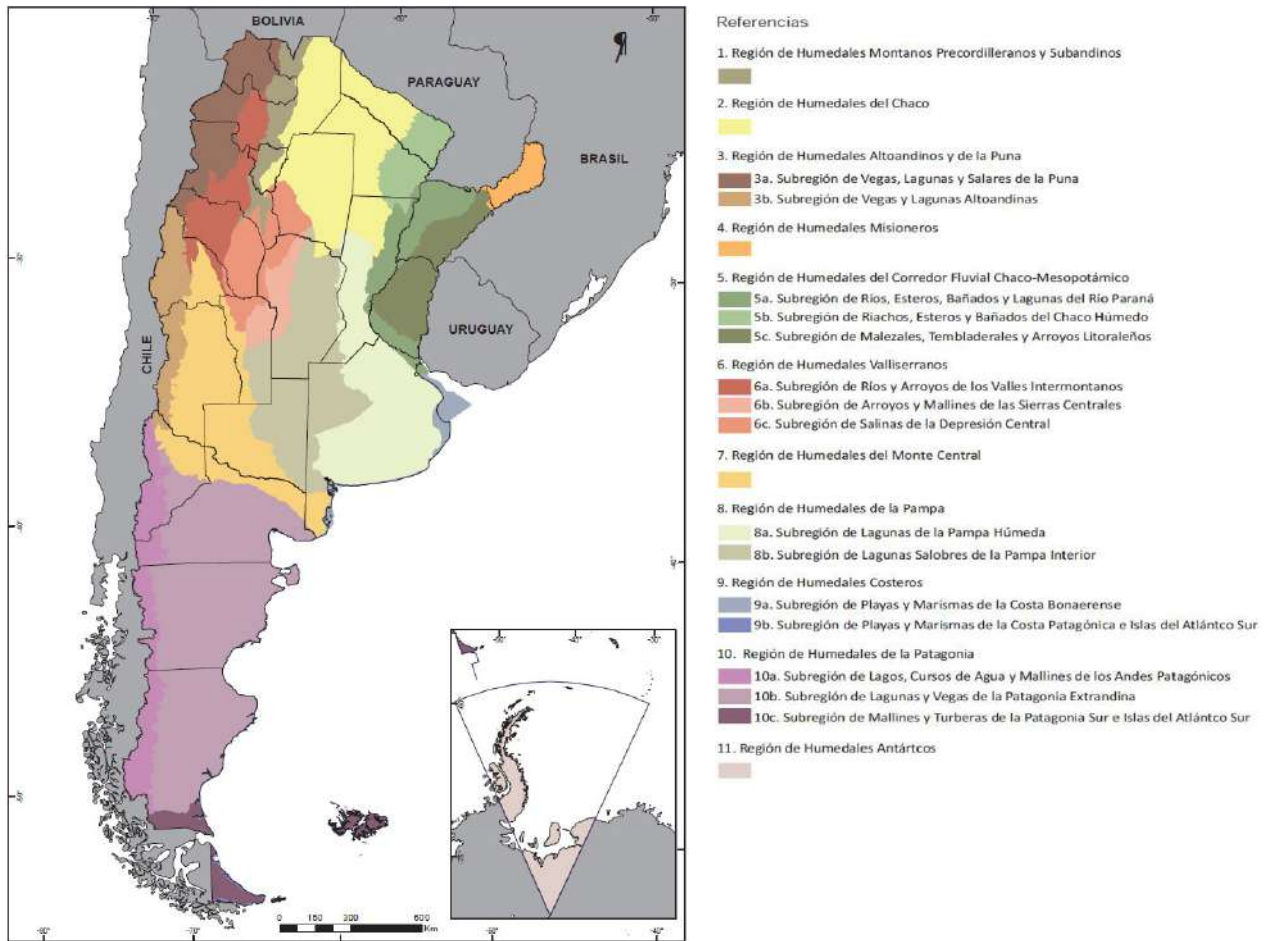 BOLIVIA
PARAGUAY
BRASIL
CHILE
URUGUAY
0 150 300 600
Km
Referencias
1. Región de Humedales Montanos Precordilleranos y Subandinos
2. Región de Humedales del Chaco
3. Región de Humedales Altoandinos y de la Puna
3a. Subregión de Vegas, Lagunas y Salares de la Puna
3b. Subregión de Vegas y Lagunas Altoandinas
4. Región de Humedales Misioneros
5. Región de Humedales del Corredor Fluvial Chaco-Mesopotámico
5a. Subregión de Ríos, Esteros, Bañados y Lagunas del Río Paraná
5b. Subregión de Riachos, Esteros y Bañados del Chaco Húmedo
5c. Subregión de Malezales, Tembladerales y Arroyos Litoraleños
6. Región de Humedales Valliserranos
6a. Subregión de Ríos y Arroyos de los Valles Intermontanos
6b. Subregión de Arroyos y Mallines de las Sierras Centrales
6c. Subregión de Salinas de la Depresión Central
7. Región de Humedales del Monte Central
8. Región de Humedales de la Pampa
8a. Subregión de Lagunas de la Pampa Húmeda
8b. Subregión de Lagunas Salobres de la Pampa Interior
9. Región de Humedales Costeros
9a. Subregión de Playas y Marismas de la Costa Bonaerense
9b. Subregión de Playas y Marismas de la Costa Patagónica e Islas del Atlántco Sur
10. Región de Humedales de la Patagonia
10a. Subregión de Lagos, Cursos de Agua y Mallines de los Andes Patagónicos
10b. Subregión de Lagunas y Vegas de la Patagonia Extrandina
10c. Subregión de Mallines y Turberas de la Patagonia Sur e Islas del Atlántco Sur
11. Región de Humedales Antártcos